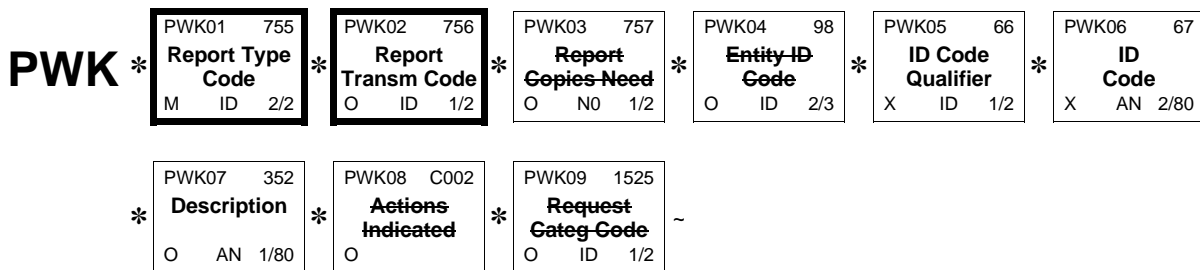 PWK * PWK01 755 * PWK02 756 * PWK03 757 * PWK04 98 * PWK05 66 * PWK06 67
Report Type Report Report Entity ID ID Code ID
Code Transm Code Copies Need Code Qualifier Code
M ID 2/2 O ID 1/2 O N0 1/2 O ID 2/3 X ID 1/2 X AN 2/80
* PWK07 352 * PWK08 C002 * PWK09 1525 ~
Description Actions Request
Indicated Categ Code
O AN 1/80 O O ID 1/2